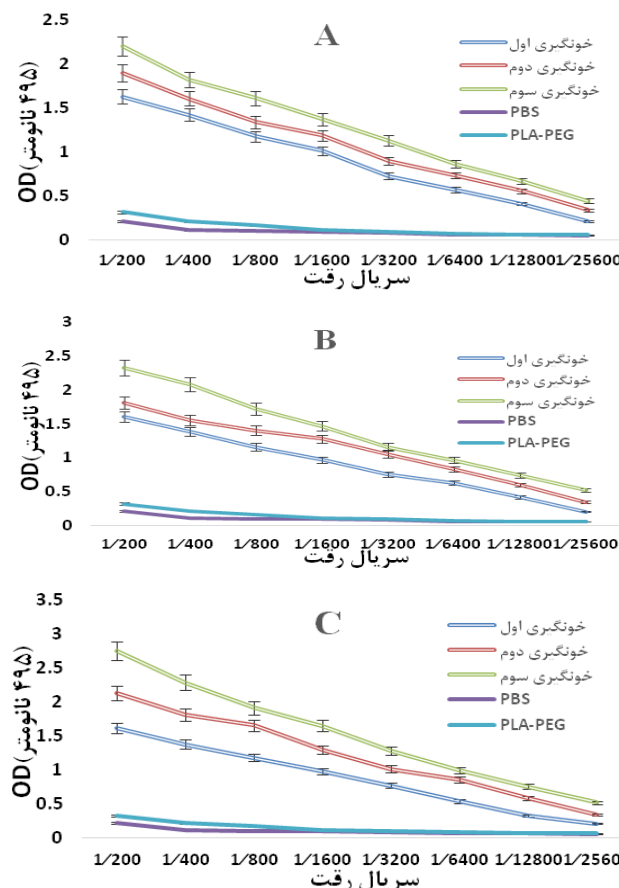 A
2.5
2
1.5
1
0.5
0
OD(۴۹۵ نانومتر)
خونگیری اول
خونگیری دوم
خونگیری سوم
PBS
PLA-PEG
1/200 1/400 1/800 1/1600 1/3200 1/6400 1/12800 1/25600
سریال رقت
B
3
2.5
2
1.5
1
0.5
0
OD(۴۹۵ نانومتر)
خونگیری اول
خونگیری دوم
خونگیری سوم
PBS
PLA-PEG
1/200 1/400 1/800 1/1600 1/3200 1/6400 1/12800 1/25600
سریال رقت
C
3.5
3
2.5
2
1.5
1
0.5
0
OD(۴۹۵ نانومتر)
خونگیری اول
خونگیری دوم
خونگیری سوم
PBS
PLA-PEG
1/200 1/400 1/800 1/1600 1/3200 1/6400 1/12800 1/25600
سریال رقت